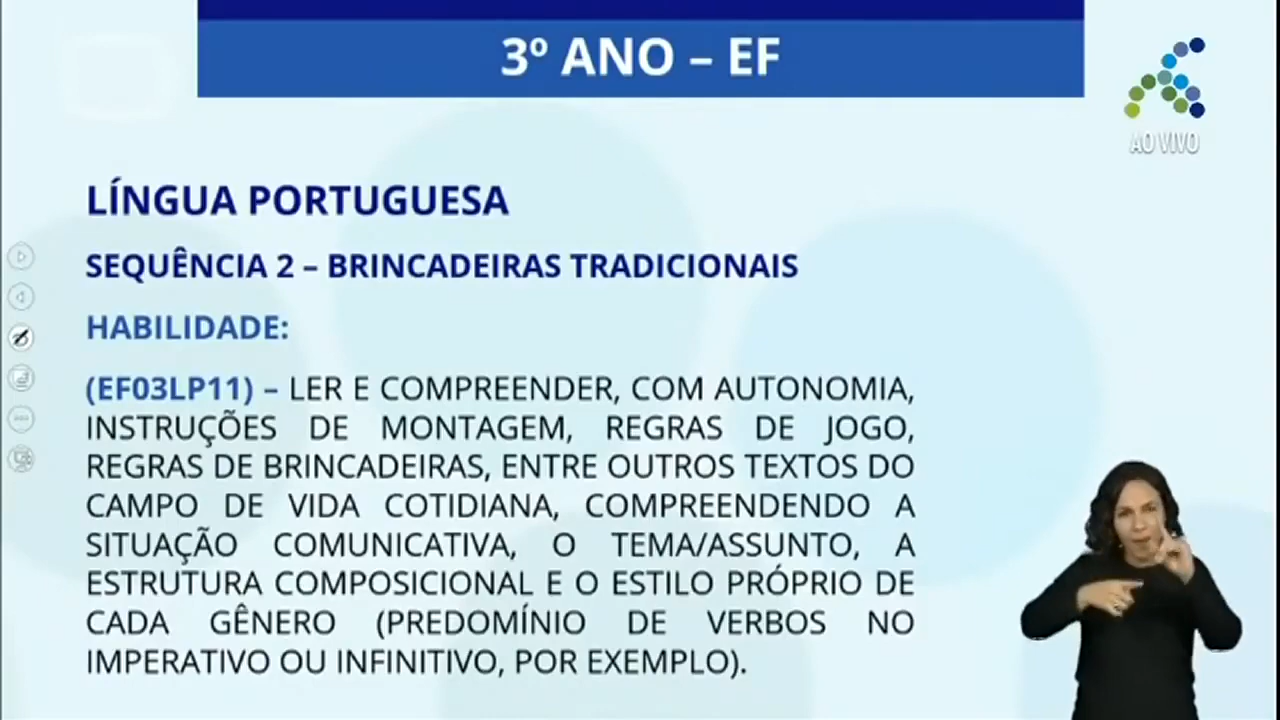 3º ANO – EF
AO VIVO
LÍNGUA PORTUGUESA
SEQUÊNCIA 2 – BRINCADEIRAS TRADICIONAIS
HABILIDADE:
(EF03LP11) – LER E COMPREENDER, COM AUTONOMIA,
INSTRUÇÕES DE MONTAGEM, REGRAS DE JOGO,
REGRAS DE BRINCADEIRAS, ENTRE OUTROS TEXTOS DO
CAMPO DE VIDA COTIDIANA, COMPREENDENDO A
SITUAÇÃO COMUNICATIVA, O TEMA/ASSUNTO, A
ESTRUTURA COMPOSICIONAL E O ESTILO PRÓPRIO DE
CADA GÊNERO (PREDOMÍNIO DE VERBOS NO
IMPERATIVO OU INFINITIVO, POR EXEMPLO).